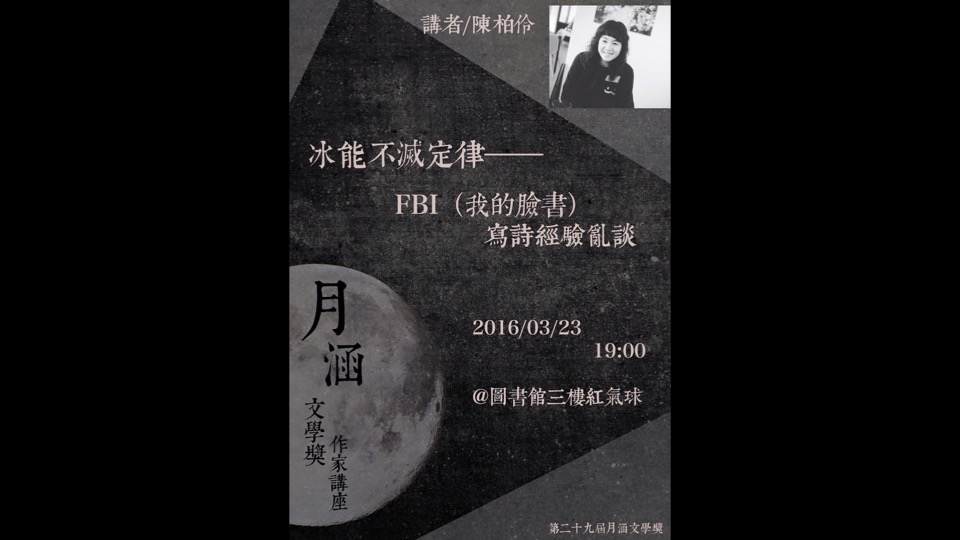 講者/陳柏伶
冰能不滅定律——
FBI（我的臉書）
寫詩經驗亂談
2016/03/23
19:00
@圖書館三樓紅氣球
月涵
文學獎
作家講座
第二十九屆月涵文學獎